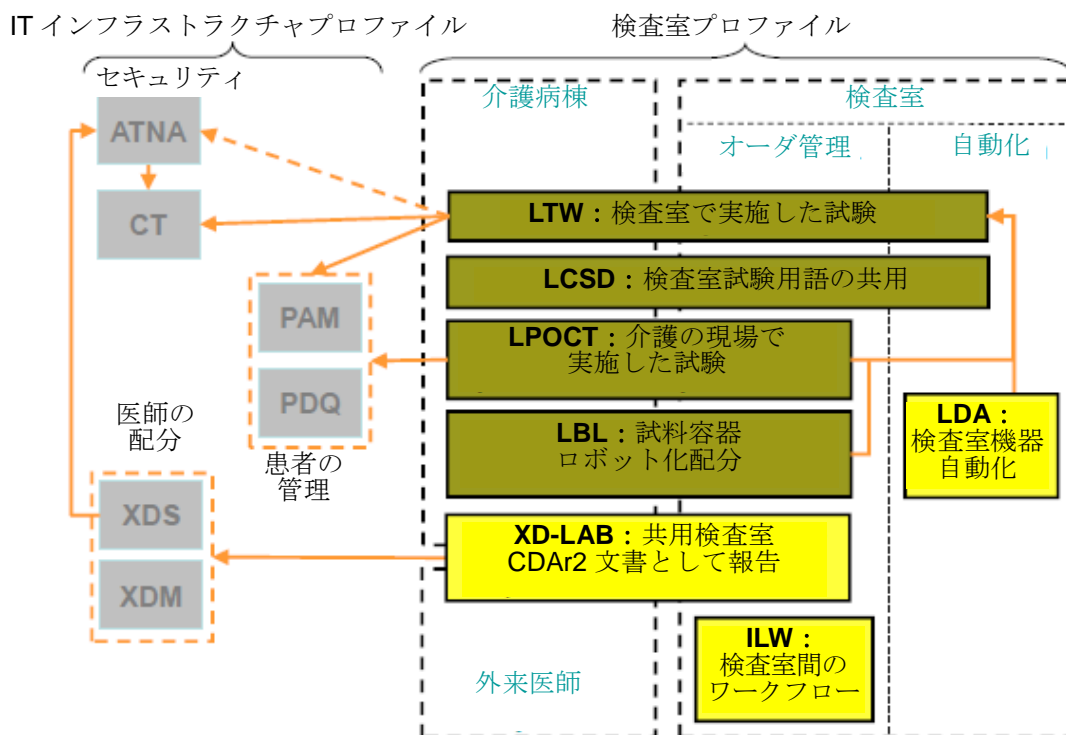 IT インフラストラクチャプロファイル
検査室プロファイル
セキュリティ
介護病棟
検査室
ATNA
オーダ管理
自動化
CT
LTW：検査室で実施した試験
LCSD：検査室試験用語の共用
PAM
LPOCT：介護の現場で
実施した試験
PDQ
医師の
配分
LBL：試料容器
ロボット化配分
LDA：
検査室機器
自動化
患者の
管理
XDS
XD-LAB：共用検査室
CDAr2 文書として報告
XDM
ILW：
検査室間の
ワークフロー
外来医師